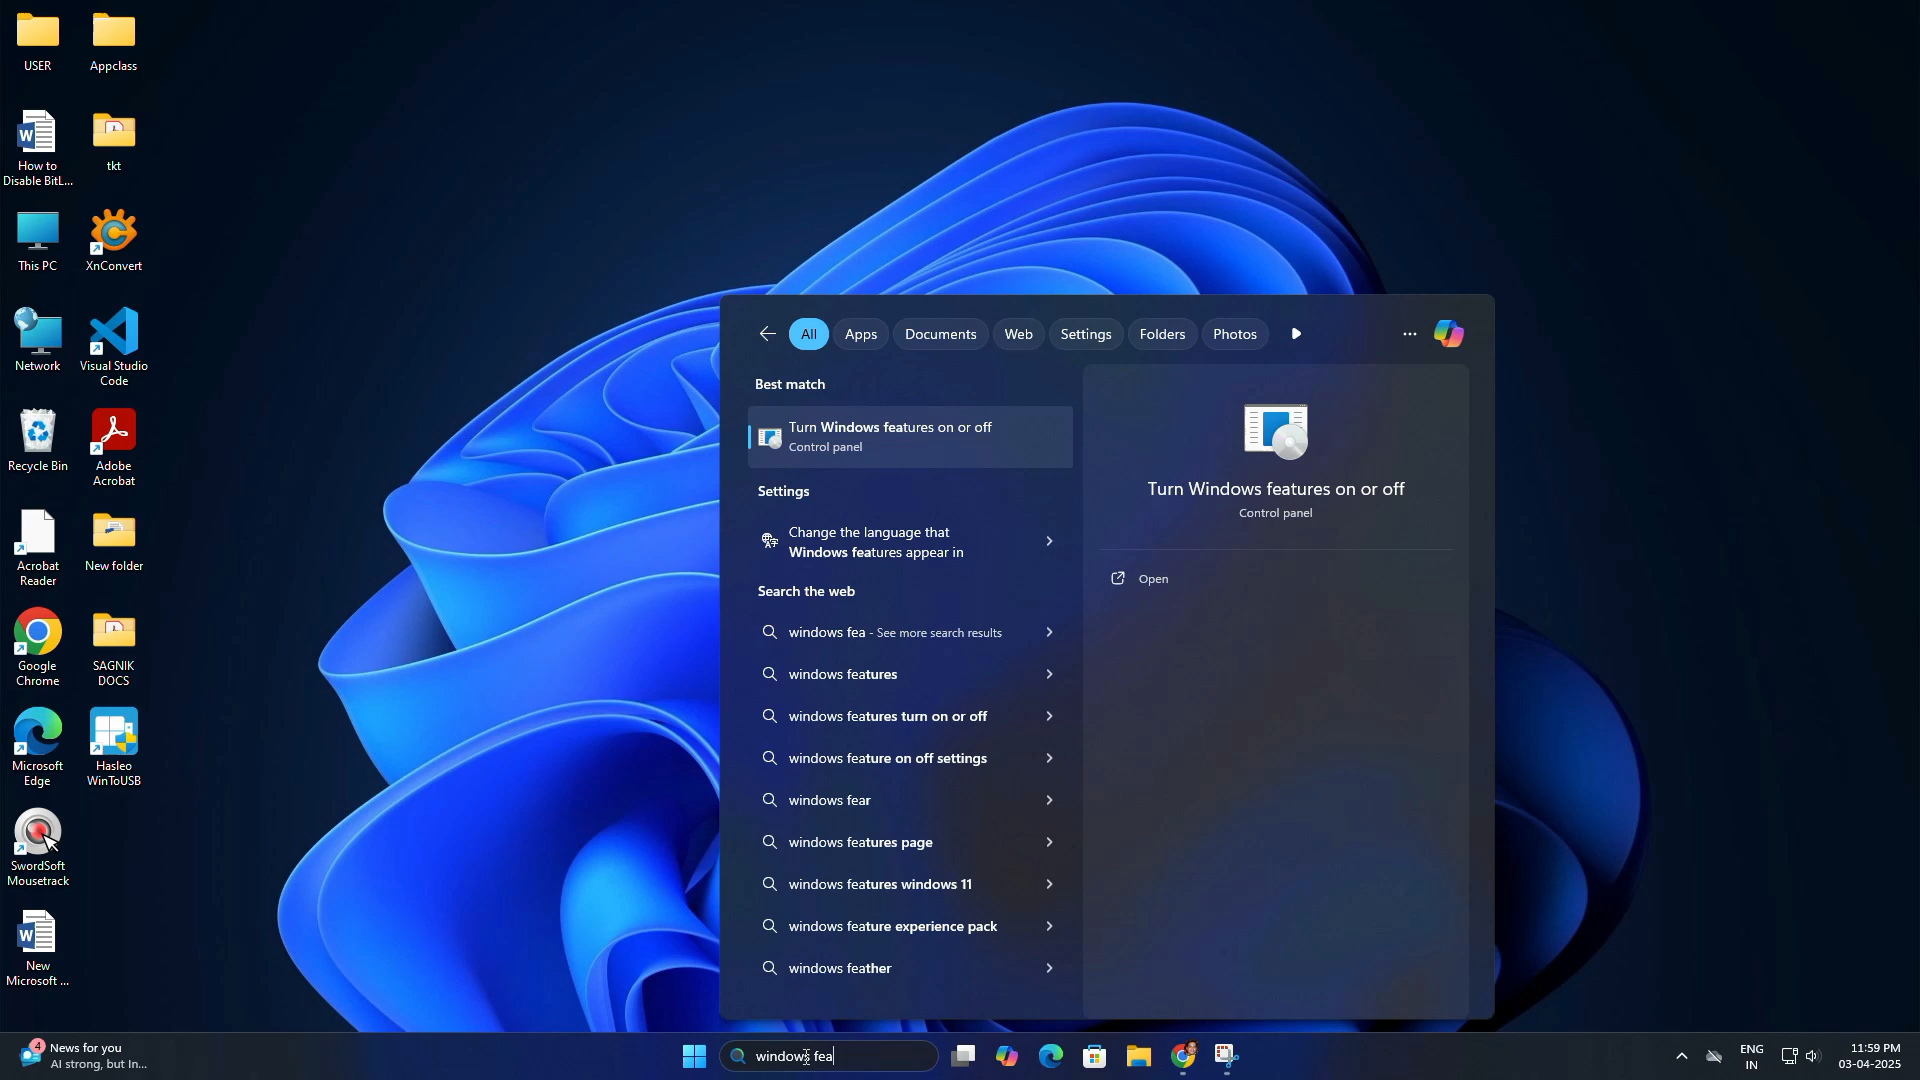 USER
Appclass
How to
Disable BitL...
tkt
This PC
XnConvert
Network
Visual Studio
Code
Recycle Bin
Adobe
Acrobat
Acrobat
Reader
New folder
Google
Chrome
SAGNIK
DOCS
Microsoft
Edge
Hasleo
WinToUSB
SwordSoft
Mousetrack
New
Microsoft ...
All
Apps
Documents
Web
Settings
Folders
Photos
Best match
Turn Windows features on or off
Control panel
Settings
Change the language that
Windows features appear in
Search the web
windows fea - See more search results
windows features
windows features turn on or off
windows feature on off settings
windows fear
windows features page
windows features windows 11
windows feature experience pack
windows feather
Turn Windows features on or off
Control panel
Open
4
News for you
AI strong, but In...
windows fea
ENG
IN
11:59 PM
03-04-2025